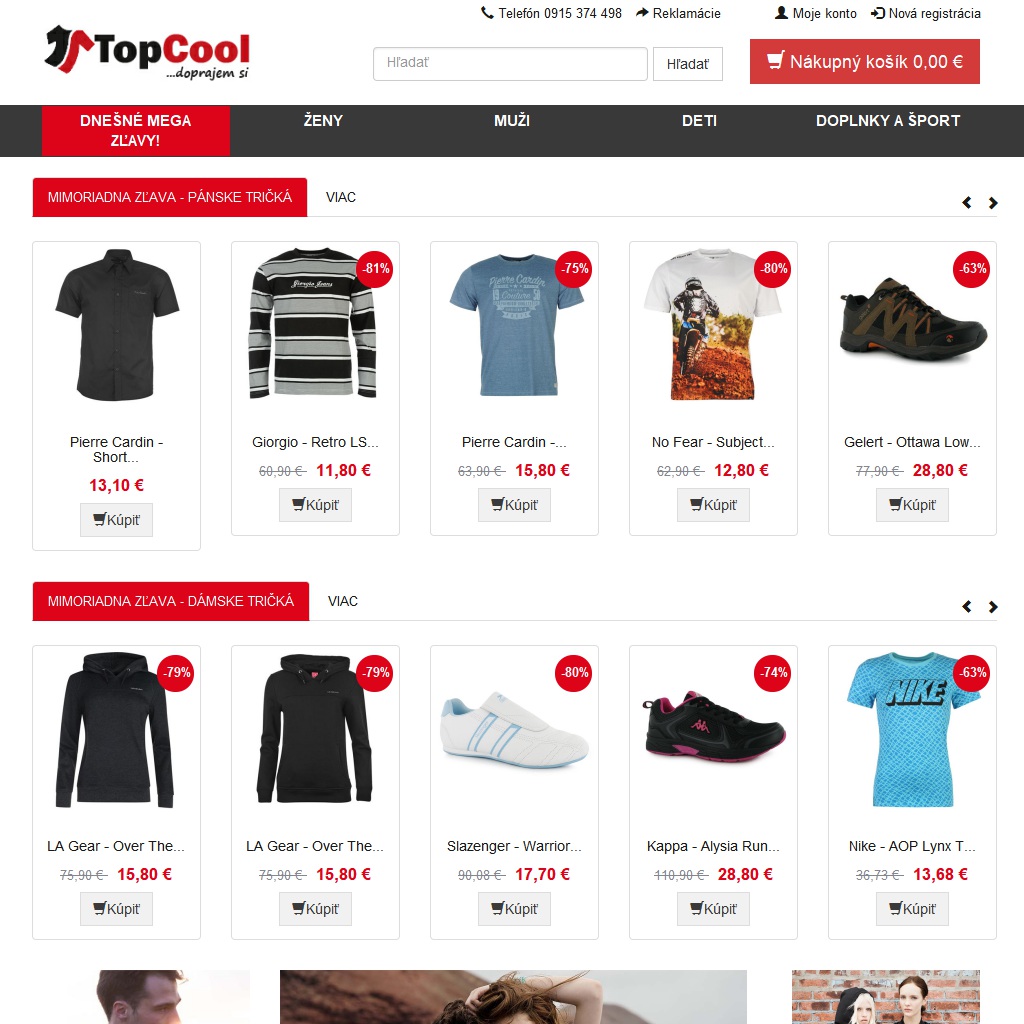 Telefón 0915 374 498 Reklamácie Moje konto Nová registrácia
TopCool
...doprajem si
Hľadať Hľadať Nákupný košík 0,00 €
DNEŠNÉ MEGA ZĽAVY! ŽENY MUŽI DETI DOPLNKY A ŠPORT
MIMORIADNA ZĽAVA - PÁNSKE TRIČKÁ VIAC
-81% -75% -80% -63%
Giorgio Jeans
Pierre Cardin
Pierre Cardin - Short...
13,10 €
Kúpiť
Giorgio - Retro LS...
60,90 € 11,80 €
Kúpiť
Pierre Cardin -...
63,90 € 15,80 €
Kúpiť
No Fear - Subject...
62,90 € 12,80 €
Kúpiť
Gelert - Ottawa Low...
77,90 € 28,80 €
Kúpiť
MIMORIADNA ZĽAVA - DÁMSKE TRIČKÁ VIAC
-79% -79% -80% -74% -63%
NIKE
LA Gear - Over The...
75,90 € 15,80 €
Kúpiť
LA Gear - Over The...
75,90 € 15,80 €
Kúpiť
Slazenger - Warrior...
90,08 € 17,70 €
Kúpiť
Kappa - Alysia Run...
110,90 € 28,80 €
Kúpiť
Nike - AOP Lynx T...
36,73 € 13,68 €
Kúpiť